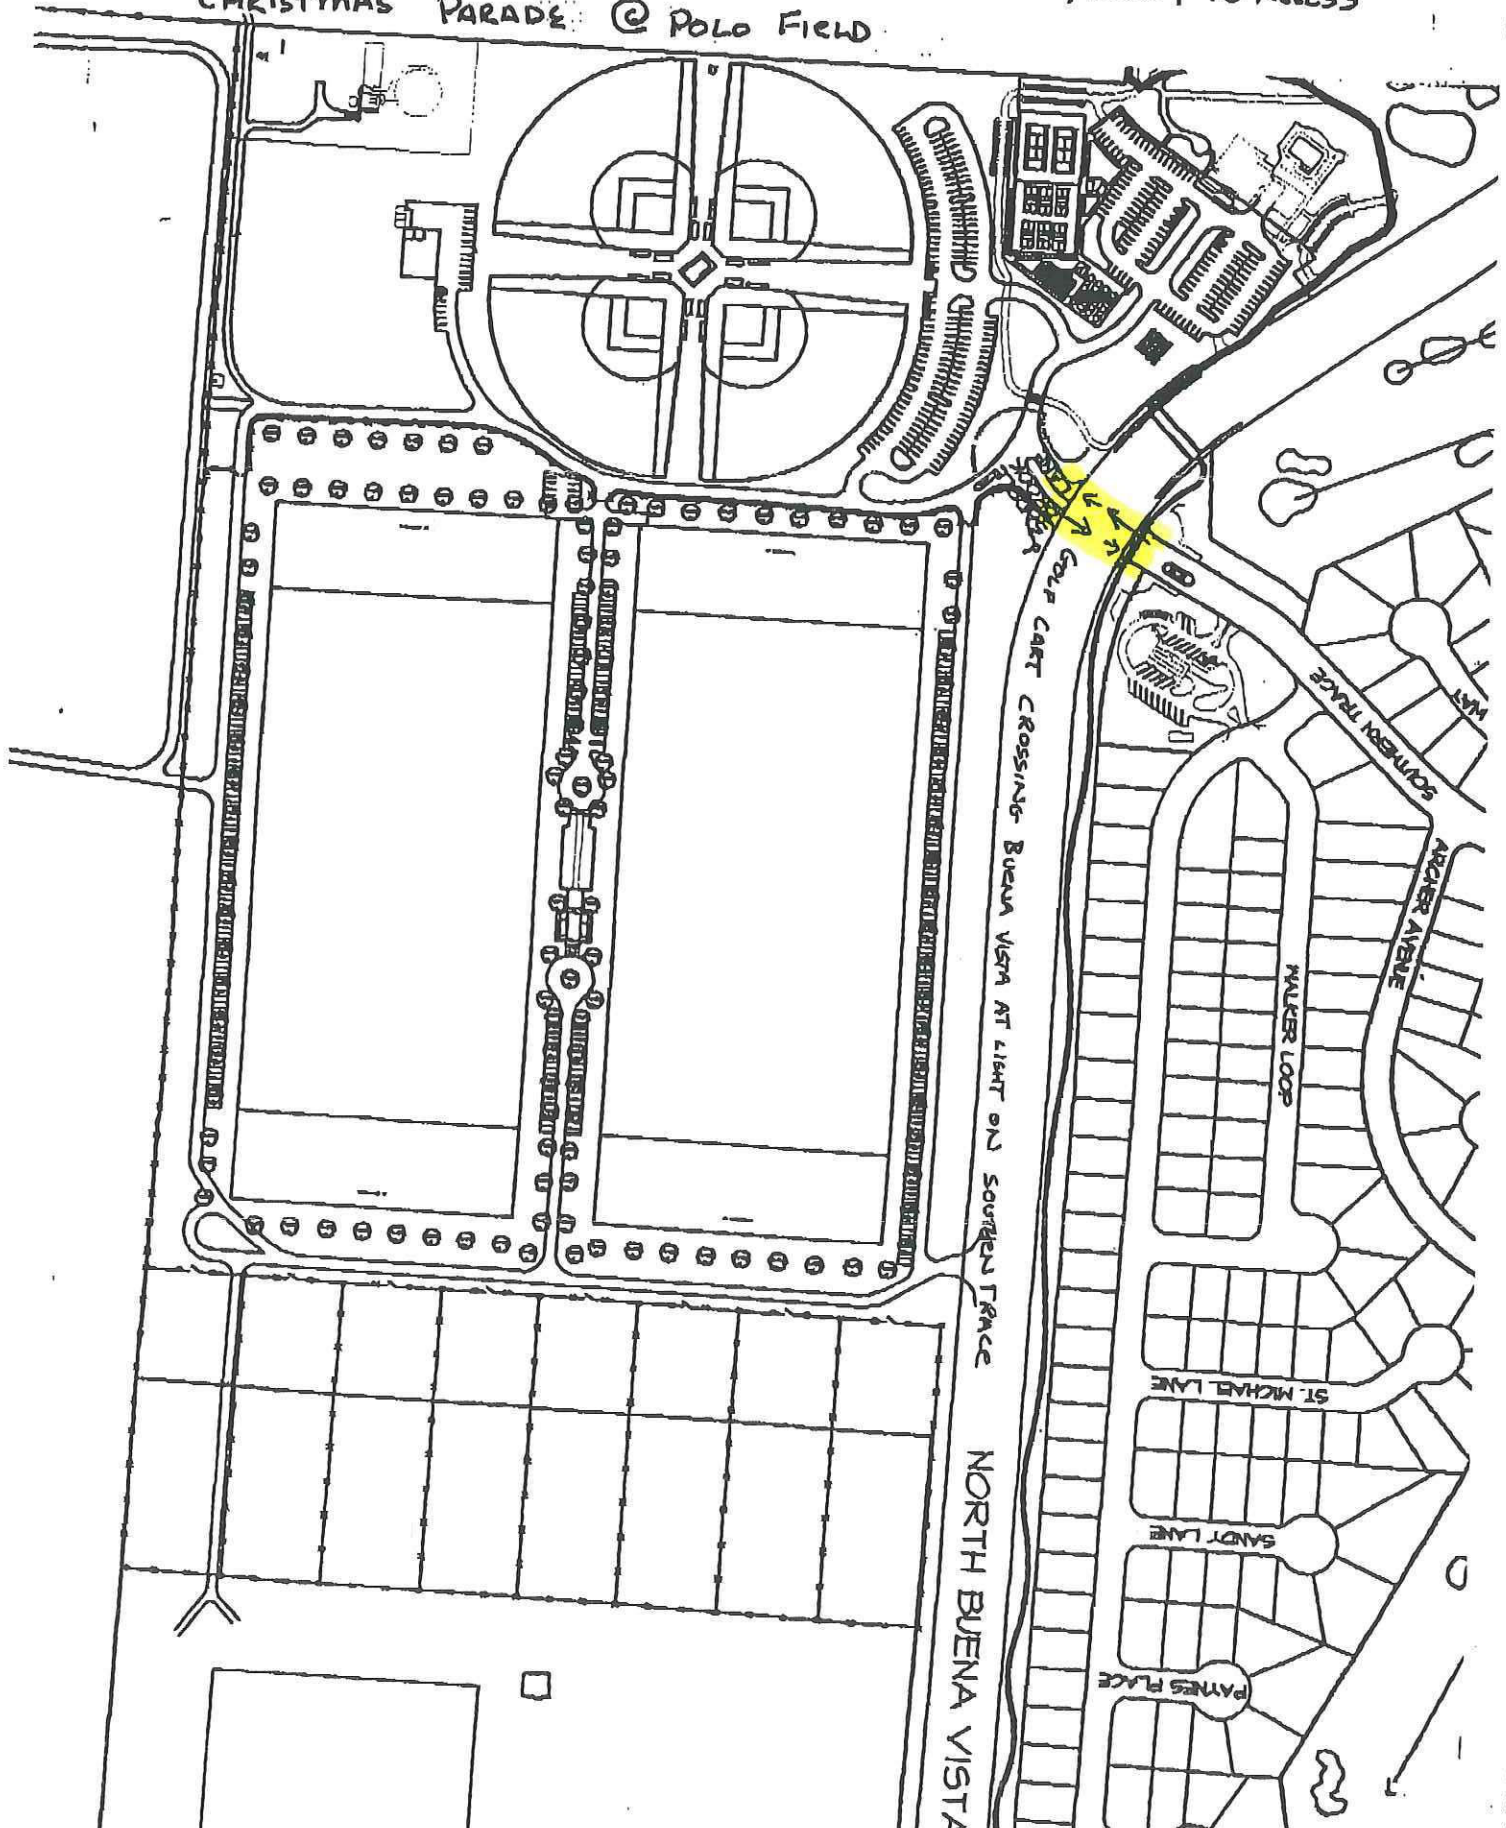 CHRISTMAS PARADE @ POLO FIELD
GOLF CART CROSSING BUENA VISTA AT LIGHT ON SOUTHEN TRACE
SOUTHERN TRACE
ARCHER AVENUE
WALKER LOOP
ST. MICHAEL LANE
SANDY LANE
PAYNES PLACE
NORTH BUENA VISTA